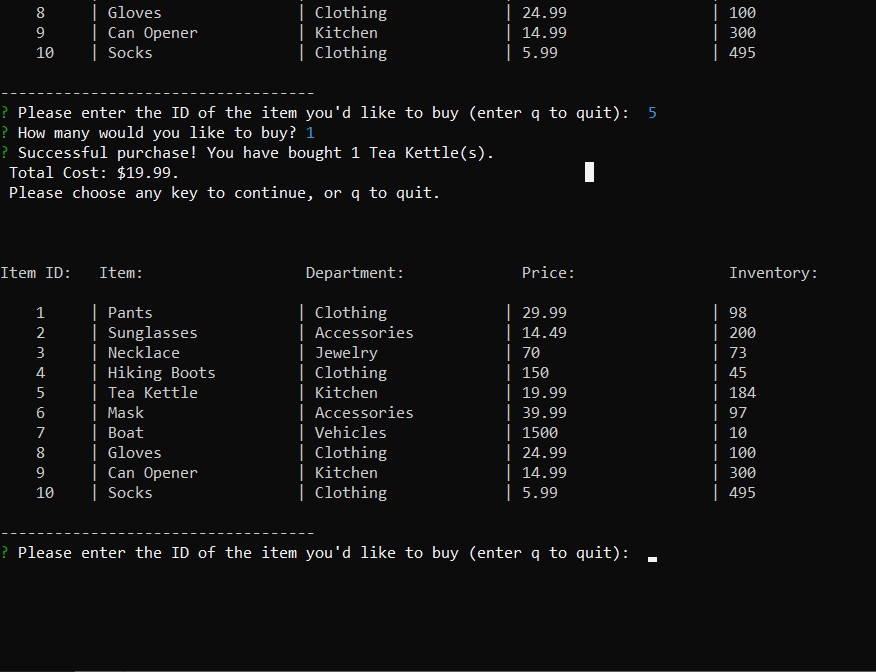 8 | Gloves | Clothing | 24.99 | 100
9 | Can Opener | Kitchen | 14.99 | 300
10 | Socks | Clothing | 5.99 | 495
-----------------------------------
? Please enter the ID of the item you'd like to buy (enter q to quit): 5
? How many would you like to buy? 1
? Successful purchase! You have bought 1 Tea Kettle(s).
Total Cost: $19.99.
Please choose any key to continue, or q to quit.
Item ID: Item: Department: Price: Inventory:
1 | Pants | Clothing | 29.99 | 98
2 | Sunglasses | Accessories | 14.49 | 200
3 | Necklace | Jewelry | 70 | 73
4 | Hiking Boots | Clothing | 150 | 45
5 | Tea Kettle | Kitchen | 19.99 | 184
6 | Mask | Accessories | 39.99 | 97
7 | Boat | Vehicles | 1500 | 10
8 | Gloves | Clothing | 24.99 | 100
9 | Can Opener | Kitchen | 14.99 | 300
10 | Socks | Clothing | 5.99 | 495
-----------------------------------
? Please enter the ID of the item you'd like to buy (enter q to quit):